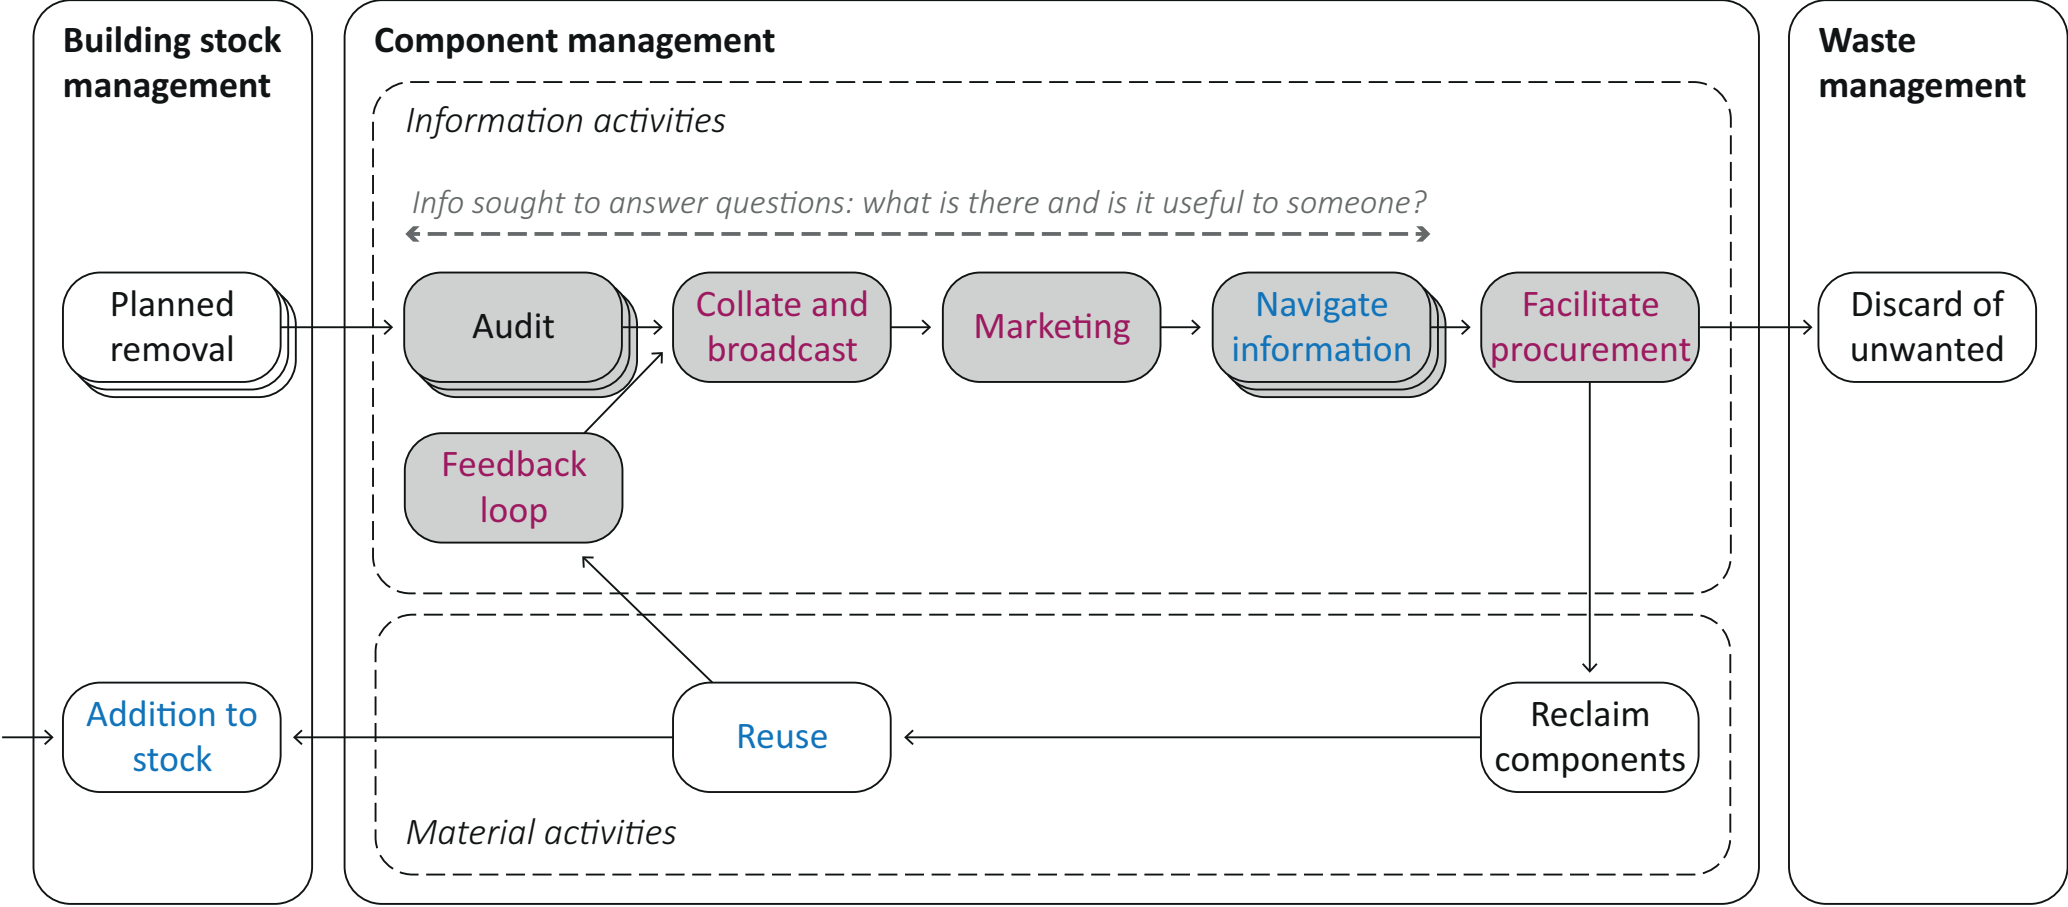 Building stock
management
Component management
Waste
management
Information activities
Info sought to answer questions: what is there and is it useful to someone?
Planned
removal
Audit
Collate and
broadcast
Marketing
Navigate
information
Facilitate
procurement
Discard of
unwanted
Feedback
loop
Addition to
stock
Reuse
Reclaim
components
Material activities